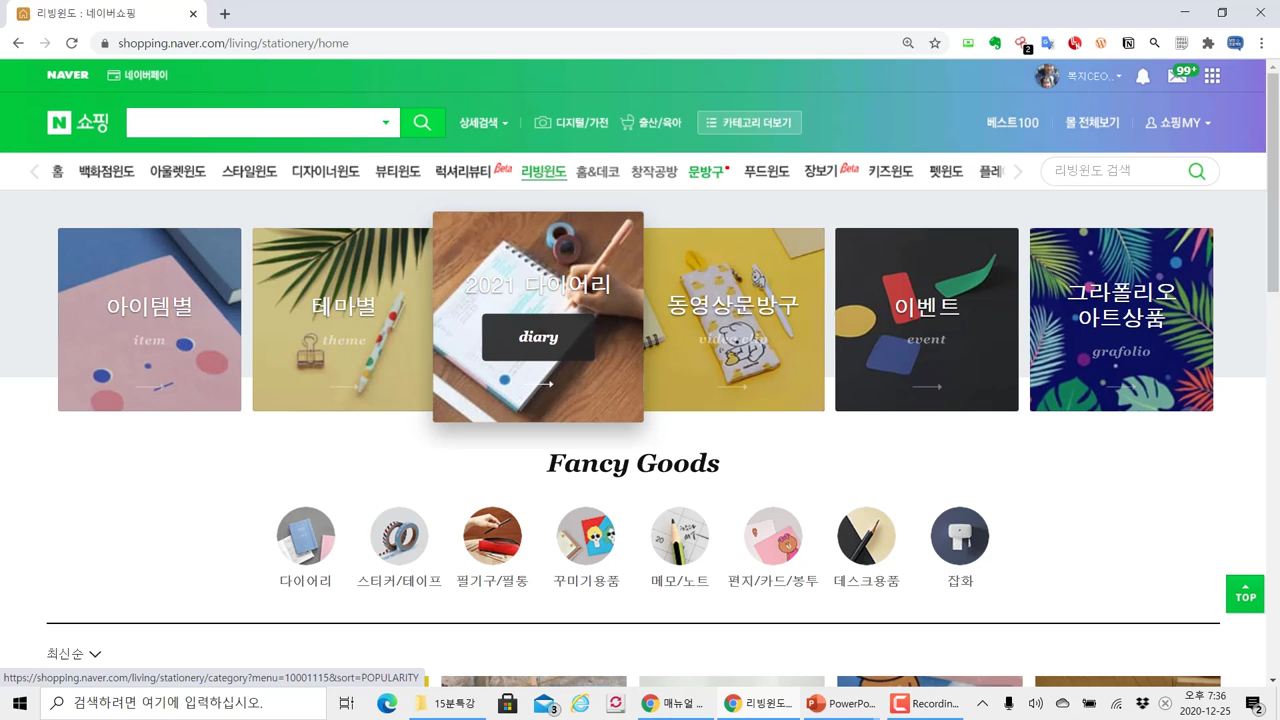 리빙윈도 : 네이버쇼핑
shopping.naver.com/living/stationery/home
2
NAVER 네이버페이
복지CEO..
99+
N 쇼핑
상세검색
디지털/가전
출산/육아
카테고리 더보기
베스트100
몰 전체보기
쇼핑MY
홈 백화점윈도 아울렛윈도 스타일윈도 디자이너윈도 뷰티윈도 럭셔리뷰티 Beta 리빙윈도 홈&데코 창작공방 문방구 푸드윈도 장보기 Beta 키즈윈도 펫윈도 플레
리빙윈도 검색
아이템별
item
테마별
theme
2021 다이어리
diary
동영상문방구
video clip
이벤트
event
그라폴리오
아트상품
grafolio
Fancy Goods
20
다이어리 스티커/테이프 필기구/필통 꾸미기용품 메모/노트 편지/카드/봉투 데스크용품 잡화
TOP
최신순
https://shopping.naver.com/living/stationery/category?menu=10001115&sort=POPULARITY
검색하려면 여기에 입력하십시오.
15분특강
3
매뉴얼 ...
리빙윈도...
PowerPo...
Recordin...
오후 7:36
2020-12-25
2